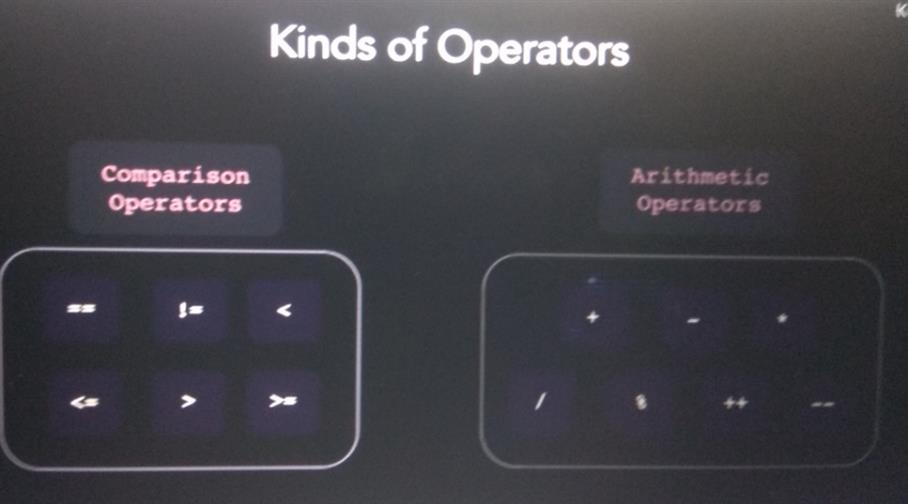 Kinds of Operators
Comparison
Operators
== != <
<= > >=
Arithmetic
Operators
+ - *
/ % ++ --